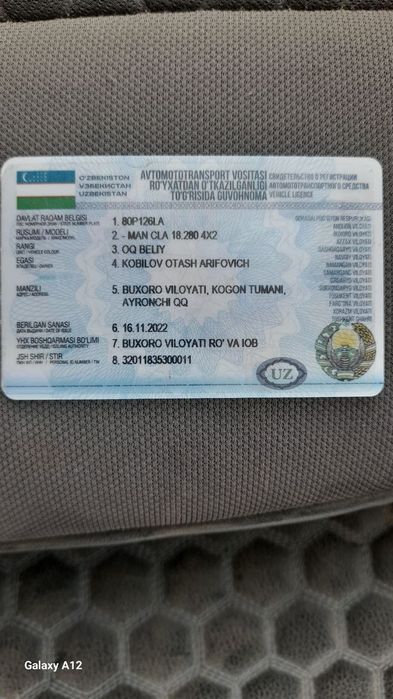 O'ZBEKISTON
УЗБЕКИСТАН
UZBEKISTAN
AVTOMOTOTRANSPORT VOSITASI
RO'YXATDAN O'TKAZILGANLIGI
TO'G'RISIDA GUVOHNOMA
СВИДЕТЕЛЬСТВО О РЕГИСТРАЦИИ
АВТОМОТОТРАНСПОРТНОГО СРЕДСТВА
VEHICLE LICENCE
DAVLAT RAQAM BELGISI
1. 80P126LA
RUSUMI / MODELI
2. - MAN CLA 18.280 4X2
RANGI
3. OQ BELIY
EGASI
4. KOBILOV OTASH ARIFOVICH
MANZILI
5. BUXORO VILOYATI, KOGON TUMANI,
AYRONCHI QQ
BERILGAN SANASI
6. 16.11.2022
YHX BOSHQARMASI BO'LIMI
7. BUXORO VILOYATI RO' VA IOB
JSH SHIR / STIR
8. 32011835300011
UZ
Galaxy A12